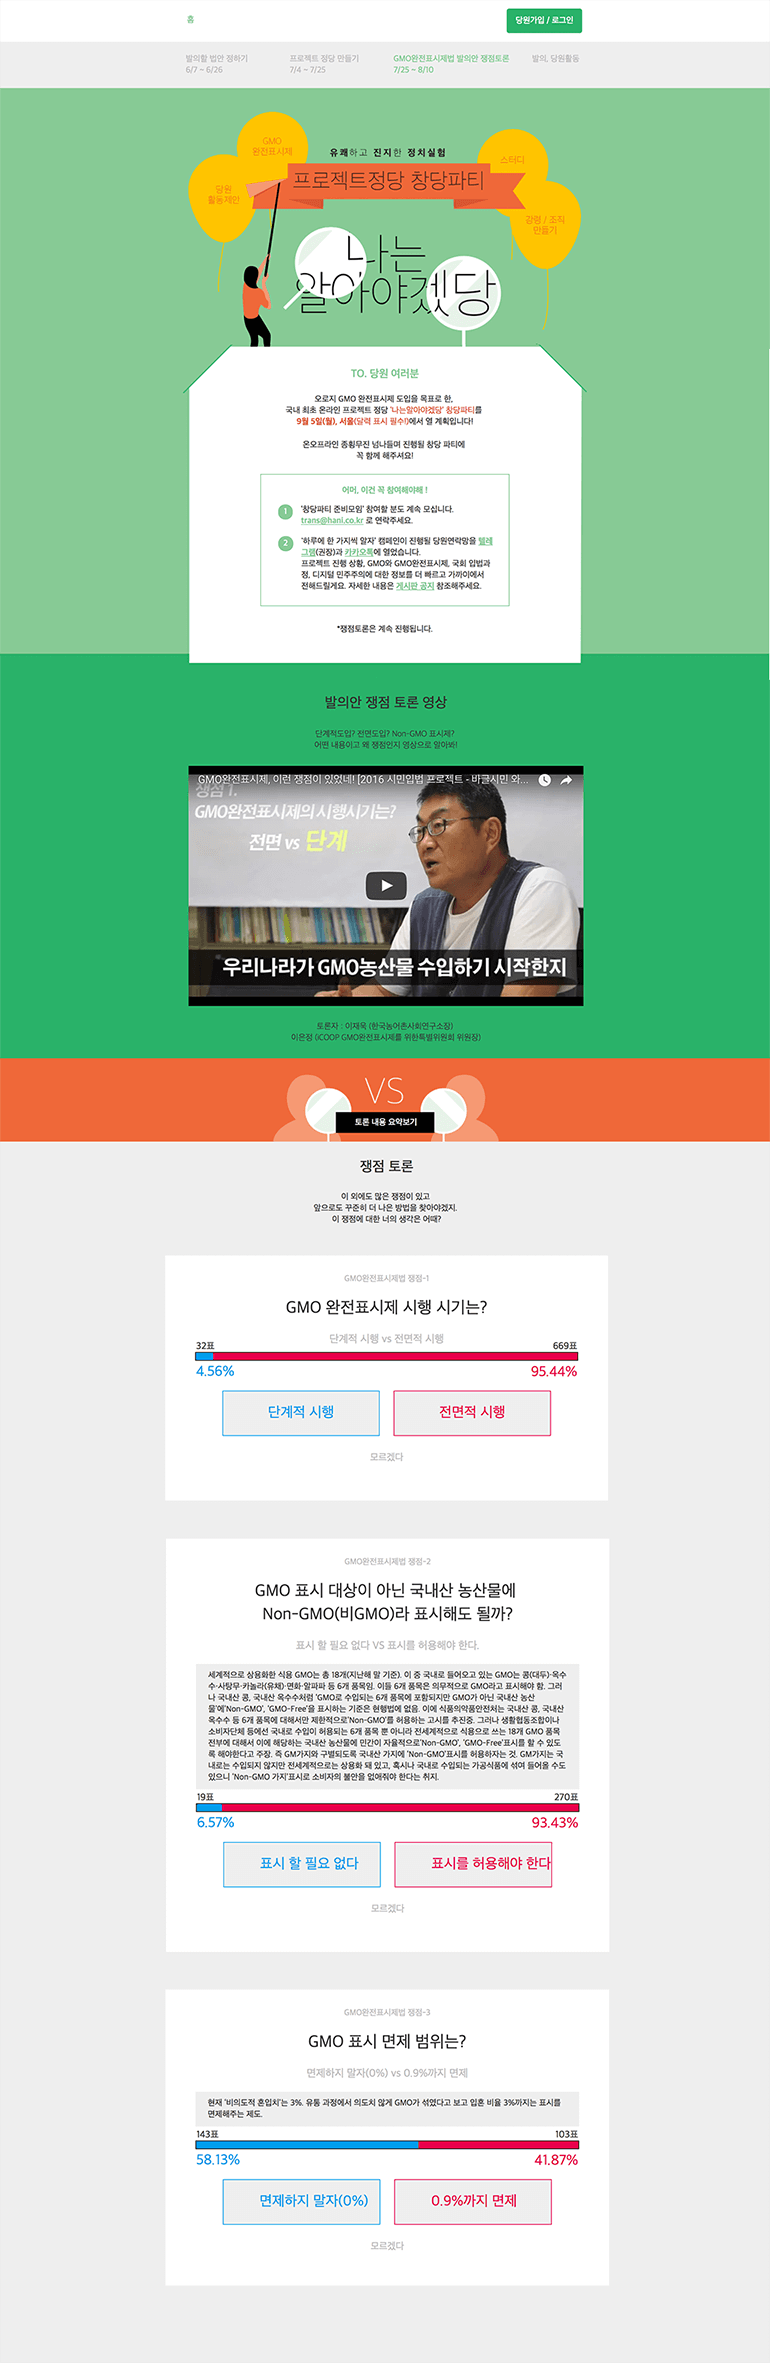 홈
당원가입 / 로그인
발의할 법안 정하기
6/7 ~ 6/26
프로젝트 정당 만들기
7/4 ~ 7/25
GMO완전표시제법 발의안 쟁점토론
7/25 ~ 8/10
발의, 당원활동
GMO
완전표시제
당원
활동제안
유쾌하고 진지한 정치실험
프로젝트정당 창당파티
스터디
강령 / 조직
만들기
나는
알아야겠당
TO. 당원 여러분
오로지 GMO 완전표시제 도입을 목표로 한,
국내 최초 온라인 프로젝트 정당 '나는알아야겠당' 창당파티를
9월 5일(월), 서울(달력 표시 필수!)에서 열 계획입니다!
온오프라인 종횡무진 넘나들며 진행될 창당 파티에
꼭 함께 해주셔요!
어머, 이건 꼭 참여해야해 !
1 '창당파티 준비모임' 참여할 분도 계속 모십니다.
trans@hani.co.kr 로 연락주세요.
2 '하루에 한 가지씩 알자' 캠페인이 진행될 당원연락망을 텔레
그램(권장)과 카카오톡에 열었습니다.
프로젝트 진행 상황, GMO와 GMO완전표시제, 국회 입법과
정, 디지털 민주주의에 대한 정보를 더 빠르고 가까이에서
전해드릴게요. 자세한 내용은 게시판 공지 참조해주세요.
*쟁점토론은 계속 진행됩니다.
발의안 쟁점 토론 영상
단계적도입? 전면도입? Non-GMO 표시제?
어떤 내용이고 왜 쟁점인지 영상으로 알아봐!
GMO완전표시제, 이런 쟁점이 있었네! [2016 시민입법 프로젝트 - 바글시민 와...
쟁점1.
GMO완전표시제의 시행시기는?
전면 vs 단계
우리나라가 GMO농산물 수입하기 시작한지
토론자 : 이재욱 (한국농어촌사회연구소장)
이은정 (iCOOP GMO완전표시제를 위한특별위원회 위원장)
VS
토론 내용 요약보기
쟁점 토론
이 외에도 많은 쟁점이 있고
앞으로도 꾸준히 더 나은 방법을 찾아야겠지.
이 쟁점에 대한 너의 생각은 어때?
GMO완전표시제법 쟁점-1
GMO 완전표시제 시행 시기는?
단계적 시행 vs 전면적 시행
32표
669표
4.56%
95.44%
단계적 시행
전면적 시행
모르겠다
GMO완전표시제법 쟁점-2
GMO 표시 대상이 아닌 국내산 농산물에
Non-GMO(비GMO)라 표시해도 될까?
표시 할 필요 없다 VS 표시를 허용해야 한다.
세계적으로 상용화한 식용 GMO는 총 18개(지난해 말 기준). 이 중 국내로 들어오고 있는 GMO는 콩(대두)·옥수
수·사탕무·카놀라(유채)·면화·알파파 등 6개 품목임. 이들 6개 품목은 의무적으로 GMO라고 표시해야 함. 그러
나 국내산 콩, 국내산 옥수수처럼 'GMO로 수입되는 6개 품목에 포함되지만 GMO가 아닌 국내산 농산
물'에'Non-GMO', 'GMO-Free'을 표시하는 기준은 현행법에 없음. 이에 식품의약품안전처는 국내산 콩, 국내산
옥수수 등 6개 품목에 대해서만 제한적으로'Non-GMO'를 허용하는 고시를 추진중. 그러나 생활협동조합이나
소비자단체 등에선 국내로 수입이 허용되는 6개 품목 뿐 아니라 전세계적으로 식용으로 쓰는 18개 GMO 품목
전부에 대해서 이에 해당하는 국내산 농산물에 민간이 자율적으로'Non-GMO', 'GMO-Free'표시를 할 수 있도
록 해야한다고 주장. 즉 GM가지와 구별되도록 국내산 가지에 'Non-GMO'표시를 허용하자는 것. GM가지는 국
내로는 수입되지 않지만 전세계적으로는 상용화 돼 있고, 혹시나 국내로 수입되는 가공식품에 섞여 들어올 수도
있으니 'Non-GMO 가지'표시로 소비자의 불안을 없애줘야 한다는 취지.
19표
270표
6.57%
93.43%
표시 할 필요 없다
표시를 허용해야 한다
모르겠다
GMO완전표시제법 쟁점-3
GMO 표시 면제 범위는?
면제하지 말자(0%) vs 0.9%까지 면제
현재 '비의도적 혼입치'는 3%. 유통 과정에서 의도치 않게 GMO가 섞였다고 보고 입혼 비율 3%까지는 표시를
면제해주는 제도.
143표
103표
58.13%
41.87%
면제하지 말자(0%)
0.9%까지 면제
모르겠다